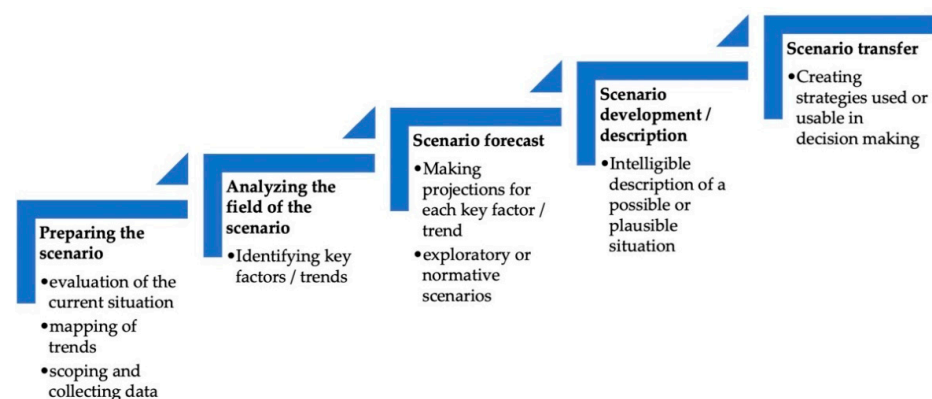 Preparing the
scenario
•evaluation of the
current situation
•mapping of
trends
•scoping and
collecting data
Analyzing the
field of the
scenario
•Identifying key
factors / trends
Scenario forecast
•Making
projections for
each key factor /
trend
•exploratory or
normative
scenarios
Scenario
development /
description
•Intelligible
description of a
possible or
plausible
situation
Scenario transfer
•Creating
strategies used or
usable in
decision making